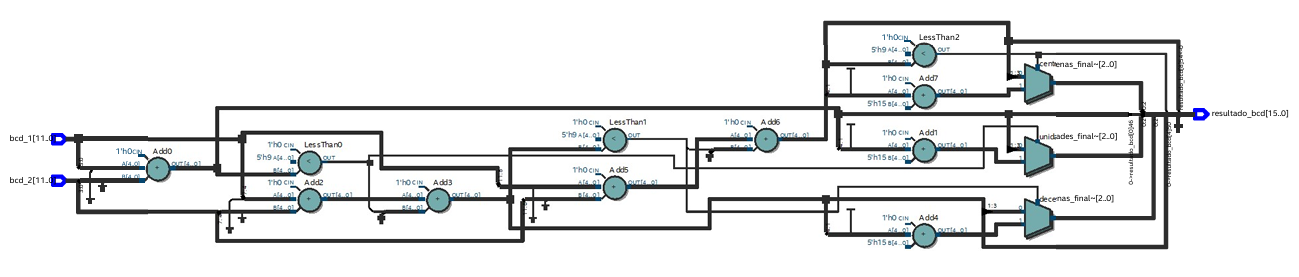 bcd_1[11..0]
bcd_2[11..0]
1'h0 CIN
Add0
A[4..0]
OUT[4..0]
B[4..0]
1'h0 CIN
LessThan0
5'h9 A[4..0]
OUT
B[4..0]
1'h0 CIN
Add2
A[4..0]
OUT[4..0]
B[4..0]
1'h0 CIN
Add3
A[4..0]
OUT[4..0]
B[4..0]
1'h0 CIN
LessThan1
5'h9 A[4..0]
OUT
B[4..0]
1'h0 CIN
Add5
A[4..0]
OUT[4..0]
B[4..0]
1'h0 CIN
Add6
A[4..0]
OUT[4..0]
B[4..0]
1'h0 CIN
LessThan2
5'h9 A[4..0]
OUT
B[4..0]
1'h0 CIN
Add7
A[4..0]
OUT[4..0]
5'h15 B[4..0]
centenas_final~[2..0]
1'h0 CIN
Add1
A[4..0]
OUT[4..0]
5'h15 B[4..0]
unidades_final~[2..0]
1'h0 CIN
Add4
A[4..0]
OUT[4..0]
5'h15 B[4..0]
1:3
0
1
decenas_final~[2..0]
resultado_bcd[15..0]